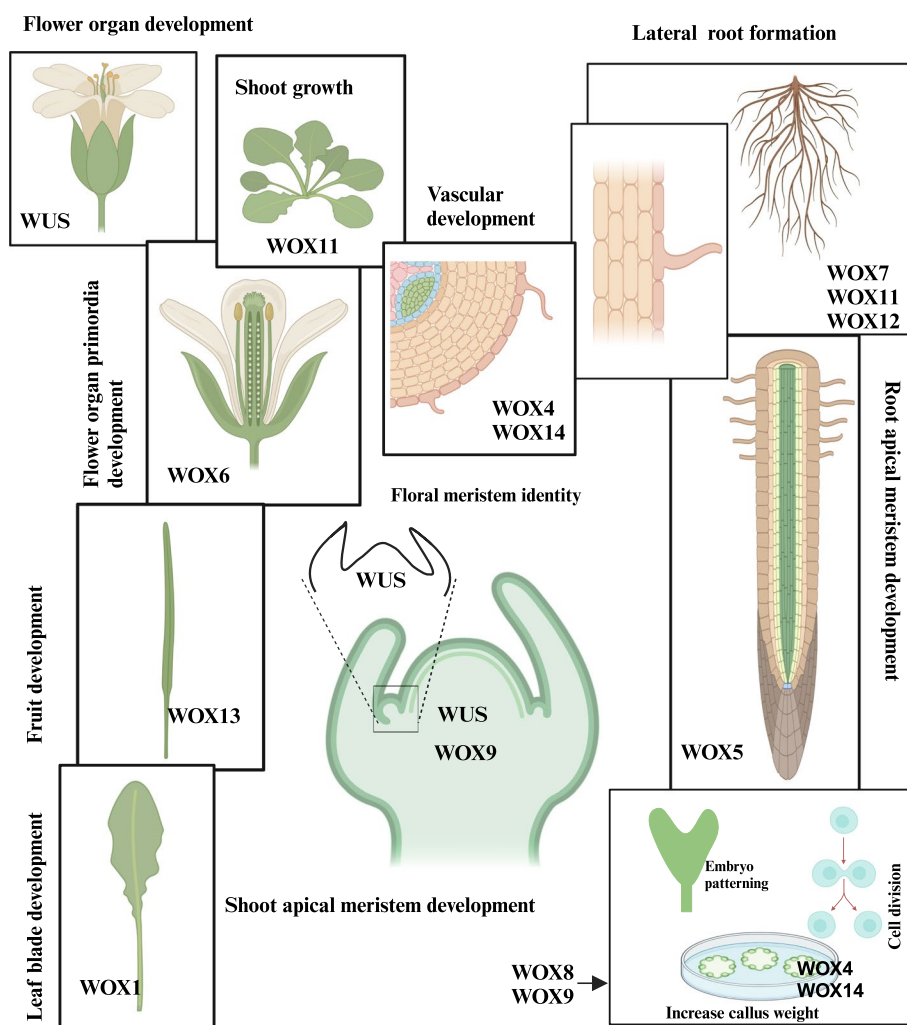 Flower organ development
WUS
Shoot growth
WOX11
Lateral root formation
WOX7
WOX11
WOX12
Vascular
development
WOX4
WOX14
Flower organ primordia
development
WOX6
Root apical meristem development
WOX5
Floral meristem identity
WUS
WUS
WOX9
Shoot apical meristem development
Fruit development
WOX13
Leaf blade development
WOX1
WOX8
WOX9
Embryo
patterning
Cell division
WOX4
WOX14
Increase callus weight